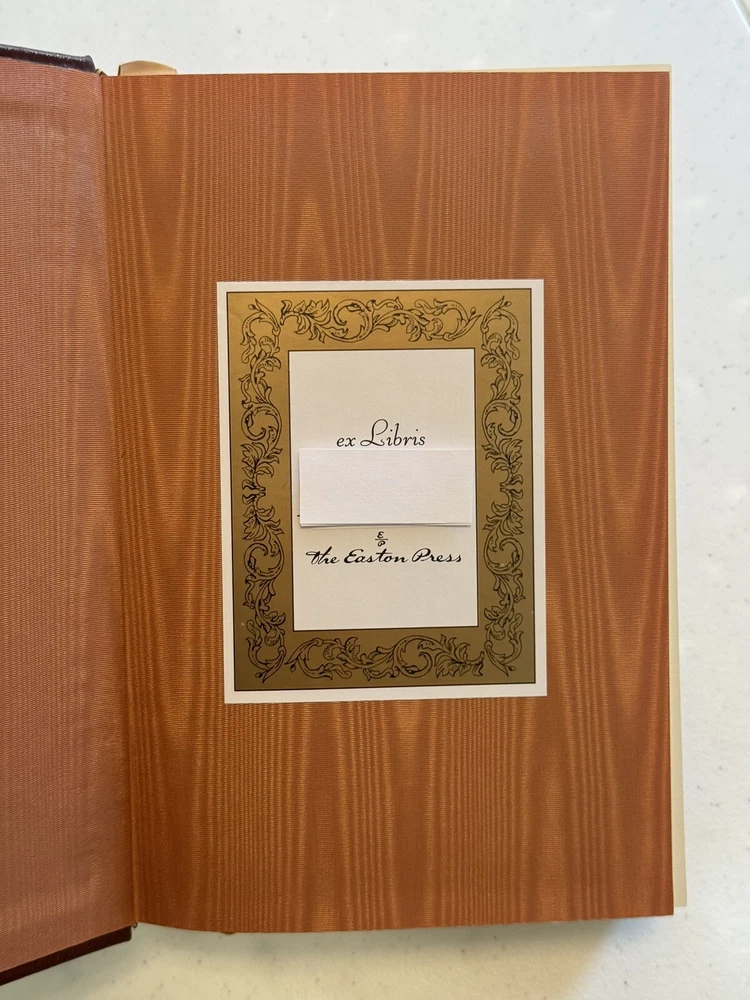 ex Libris
E
P
the Easton Press